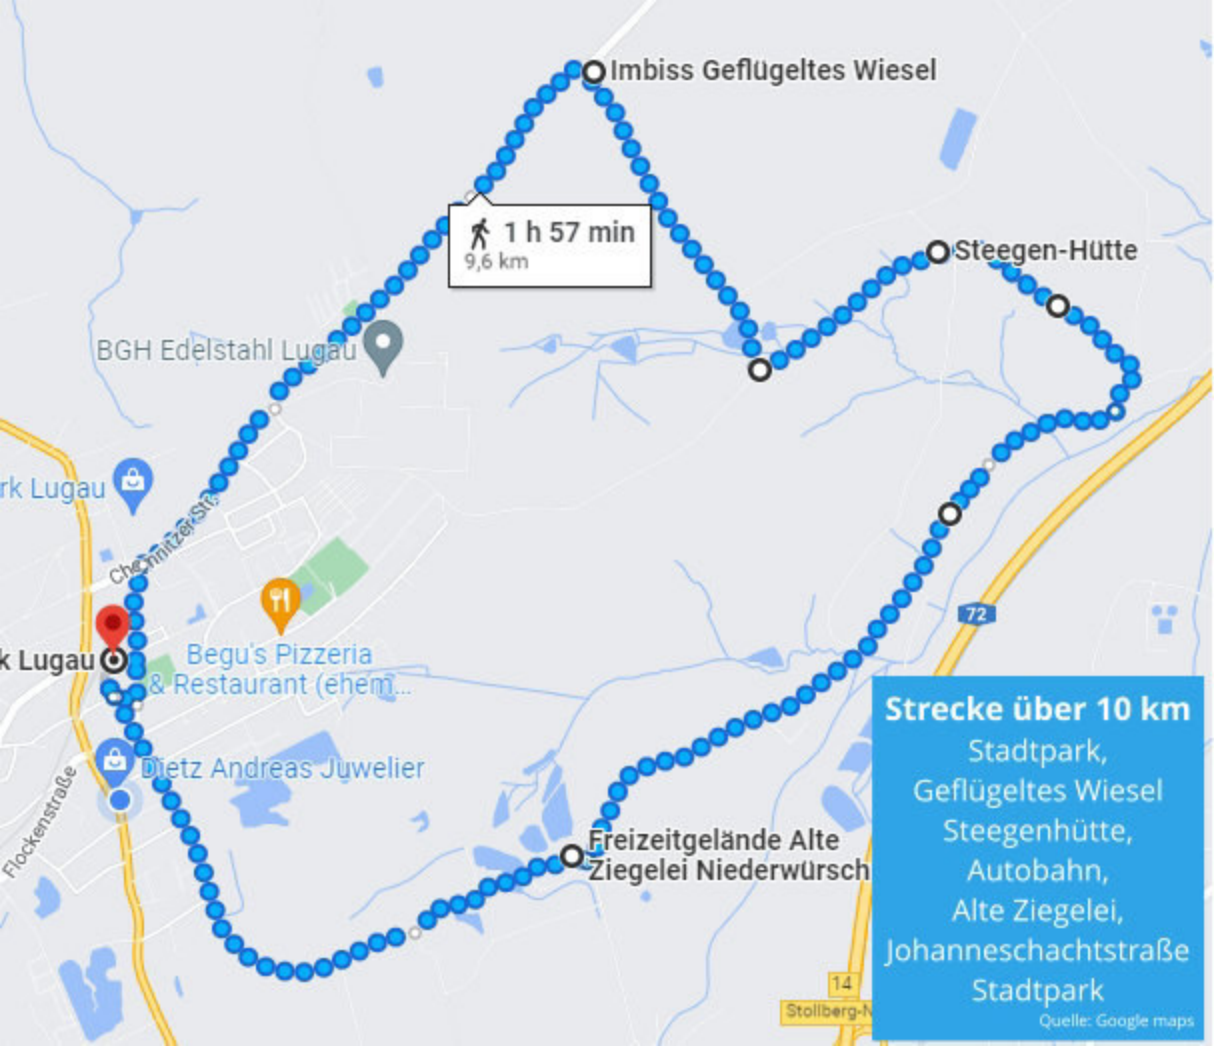 Imbiss Geflügeltes Wiesel
1 h 57 min
9,6 km
Steegen-Hütte
BGH Edelstahl Lugau
rk Lugau
Chemnitzer Str.
72
k Lugau
Begu's Pizzeria
& Restaurant (ehem...
Dietz Andreas Juwelier
Flockenstraße
Freizeitgelände Alte
Ziegelei Niederwürsch
14
Stollberg-N
Strecke über 10 km
Stadtpark,
Geflügeltes Wiesel
Steegenhütte,
Autobahn,
Alte Ziegelei,
Johanneschachtstraße
Stadtpark
Quelle: Google maps